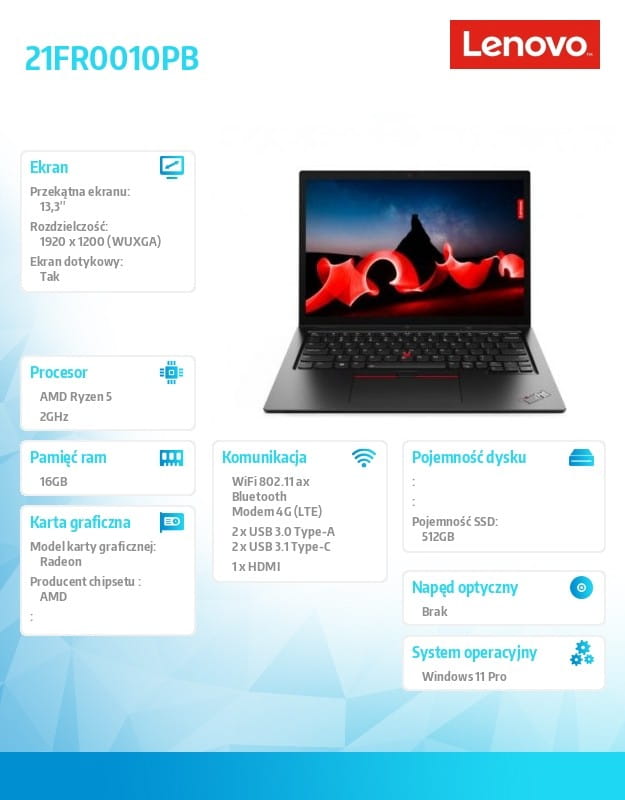 21FR0010PB
Lenovo
Ekran
Przekątna ekranu:
13,3"
Rozdzielczość:
1920 x 1200 (WUXGA)
Ekran dotykowy:
Tak
Lenovo
Procesor
AMD Ryzen 5
2GHz
Pamięć ram
16GB
Karta graficzna
Model karty graficznej:
Radeon
Producent chipsetu :
AMD
:
Komunikacja
WiFi 802.11 ax
Bluetooth
Modem 4G (LTE)
2 x USB 3.0 Type-A
2 x USB 3.1 Type-C
1 x HDMI
Pojemność dysku
:
:
Pojemność SSD:
512GB
Napęd optyczny
Brak
System operacyjny
Windows 11 Pro